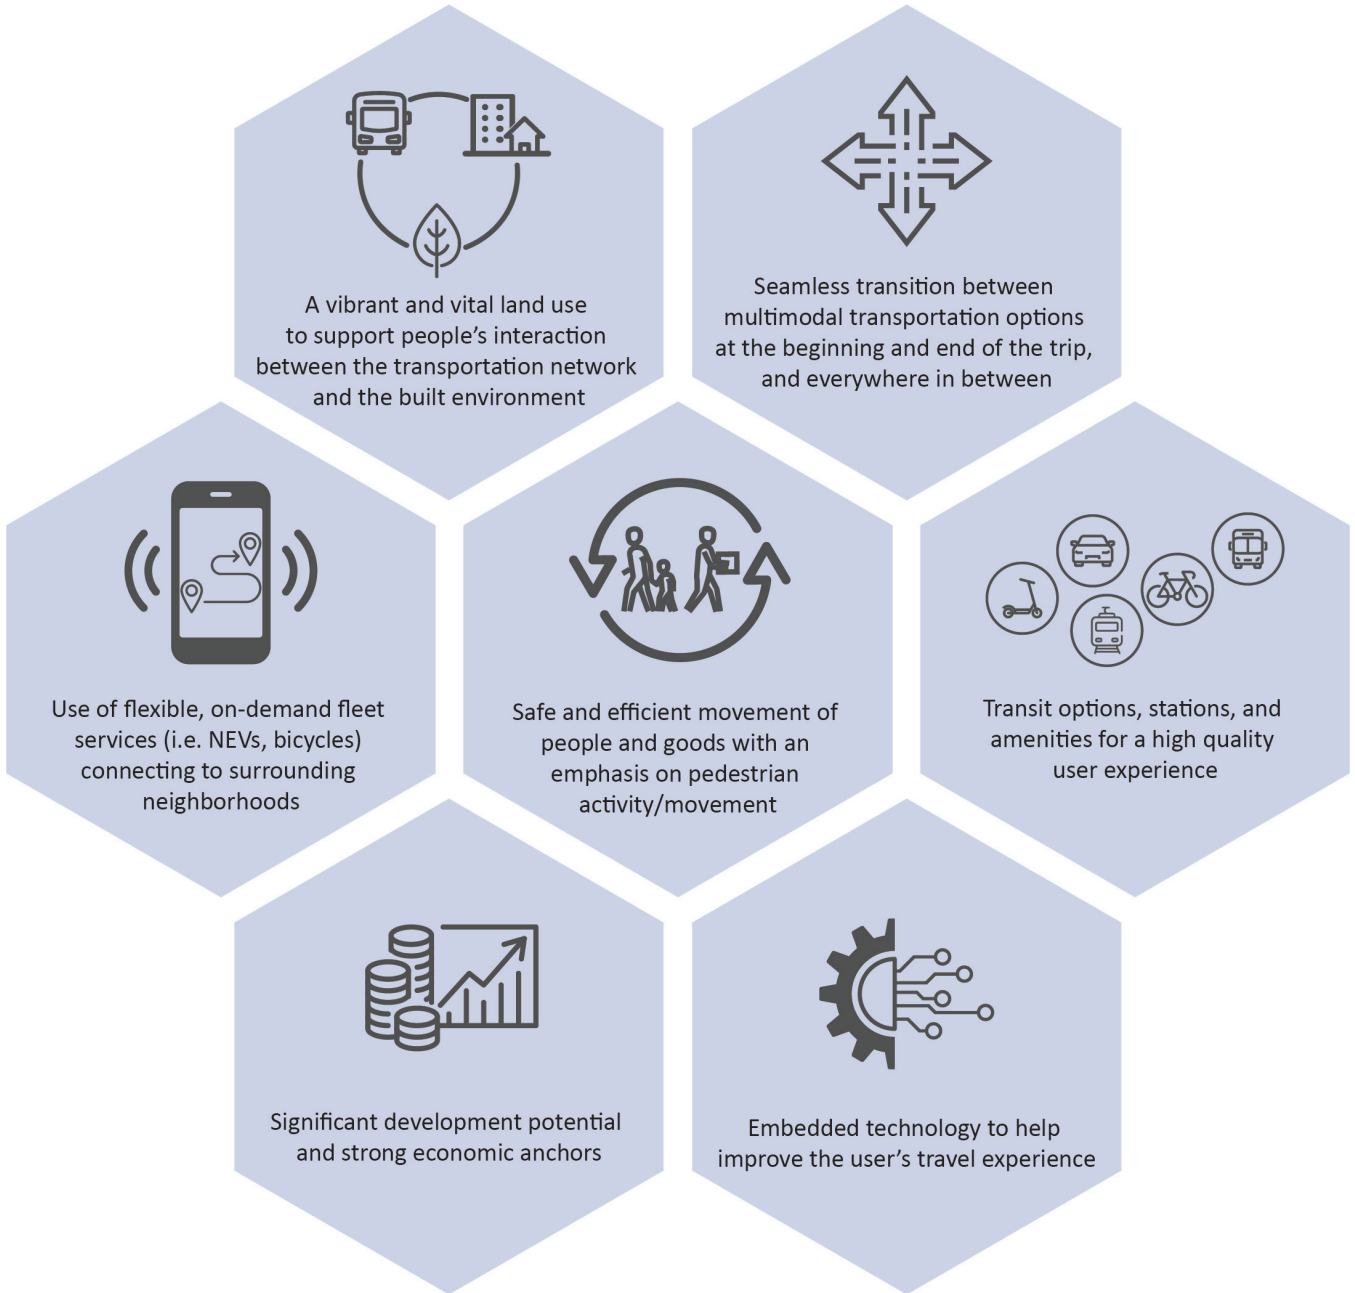 A vibrant and vital land use
to support people’s interaction
between the transportation network
and the built environment
Seamless transition between
multimodal transportation options
at the beginning and end of the trip,
and everywhere in between
Use of flexible, on-demand fleet
services (i.e. NEVs, bicycles)
connecting to surrounding
neighborhoods
Safe and efficient movement of
people and goods with an
emphasis on pedestrian
activity/movement
Transit options, stations, and
amenities for a high quality
user experience
Significant development potential
and strong economic anchors
Embedded technology to help
improve the user’s travel experience